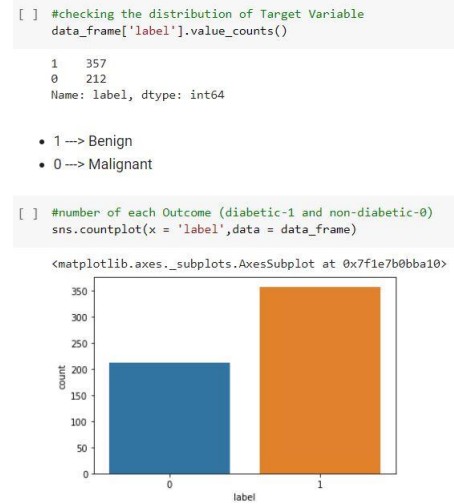 [ ] #checking the distribution of Target Variable
data_frame['label'].value_counts()
1 357
0 212
Name: label, dtype: int64
• 1 ---> Benign
• 0 ---> Malignant
[ ] #number of each Outcome (diabetic-1 and non-diabetic-0)
sns.countplot(x = 'label',data = data_frame)
<matplotlib.axes._subplots.AxesSubplot at 0x7f1e7b0bba10>
350
300
250
200
150
100
50
0
count
0 1
label